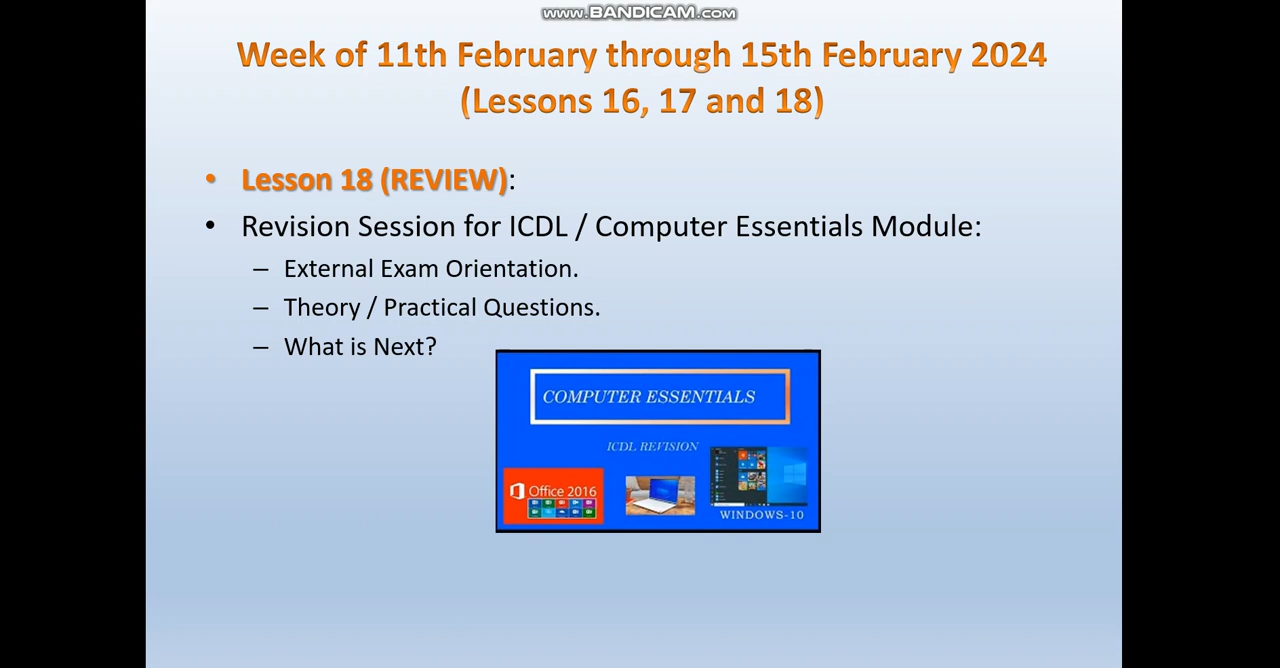 www.BANDICAM.com
Week of 11th February through 15th February 2024
(Lessons 16, 17 and 18)
• Lesson 18 (REVIEW):
• Revision Session for ICDL / Computer Essentials Module:
– External Exam Orientation.
– Theory / Practical Questions.
– What is Next?
COMPUTER ESSENTIALS
ICDL REVISION
Office 2016
WINDOWS-10